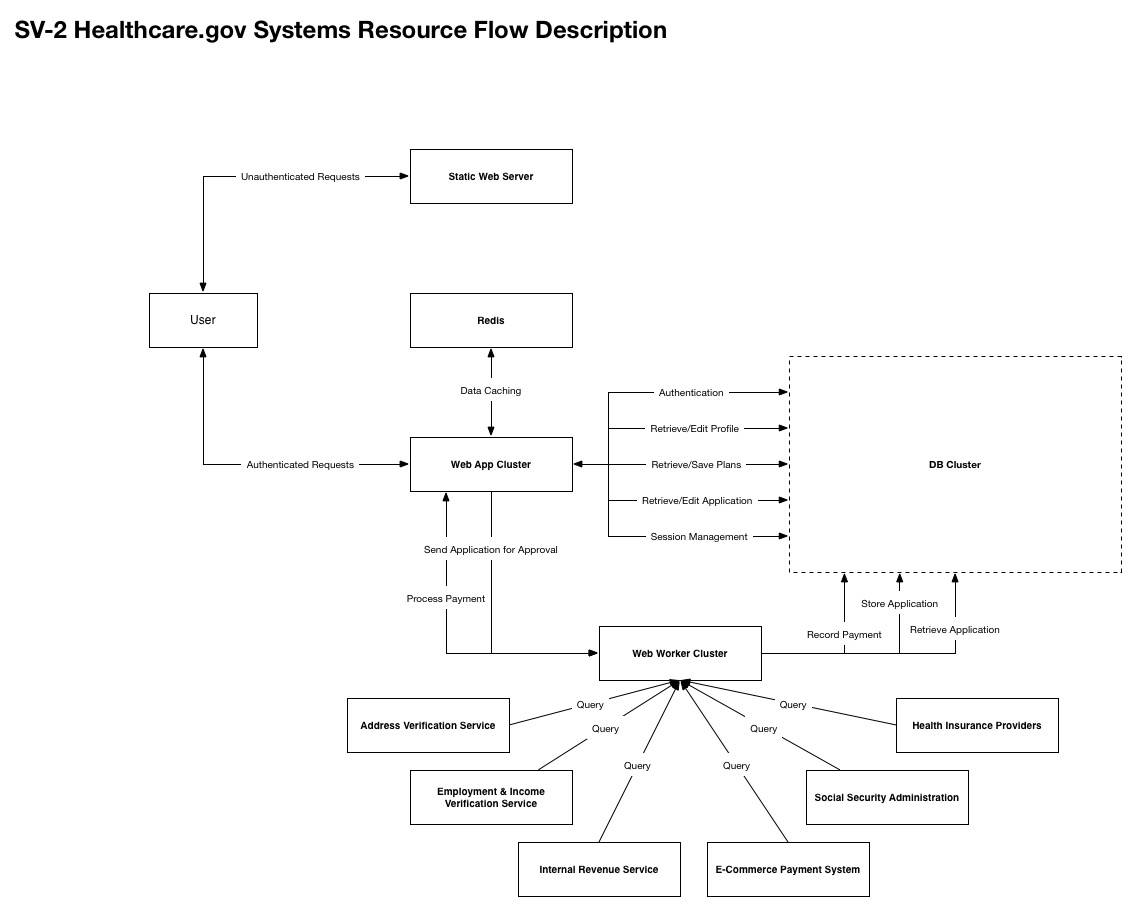 SV-2 Healthcare.gov Systems Resource Flow Description
Unauthenticated Requests
Static Web Server
User
Redis
Data Caching
Authentication
Retrieve/Edit Profile
Authenticated Requests
Web App Cluster
Retrieve/Save Plans
DB Cluster
Retrieve/Edit Application
Session Management
Send Application for Approval
Process Payment
Store Application
Record Payment
Retrieve Application
Web Worker Cluster
Query
Query
Address Verification Service
Health Insurance Providers
Query
Query
Query
Query
Employment & Income
Verification Service
Social Security Administration
Internal Revenue Service
E-Commerce Payment System